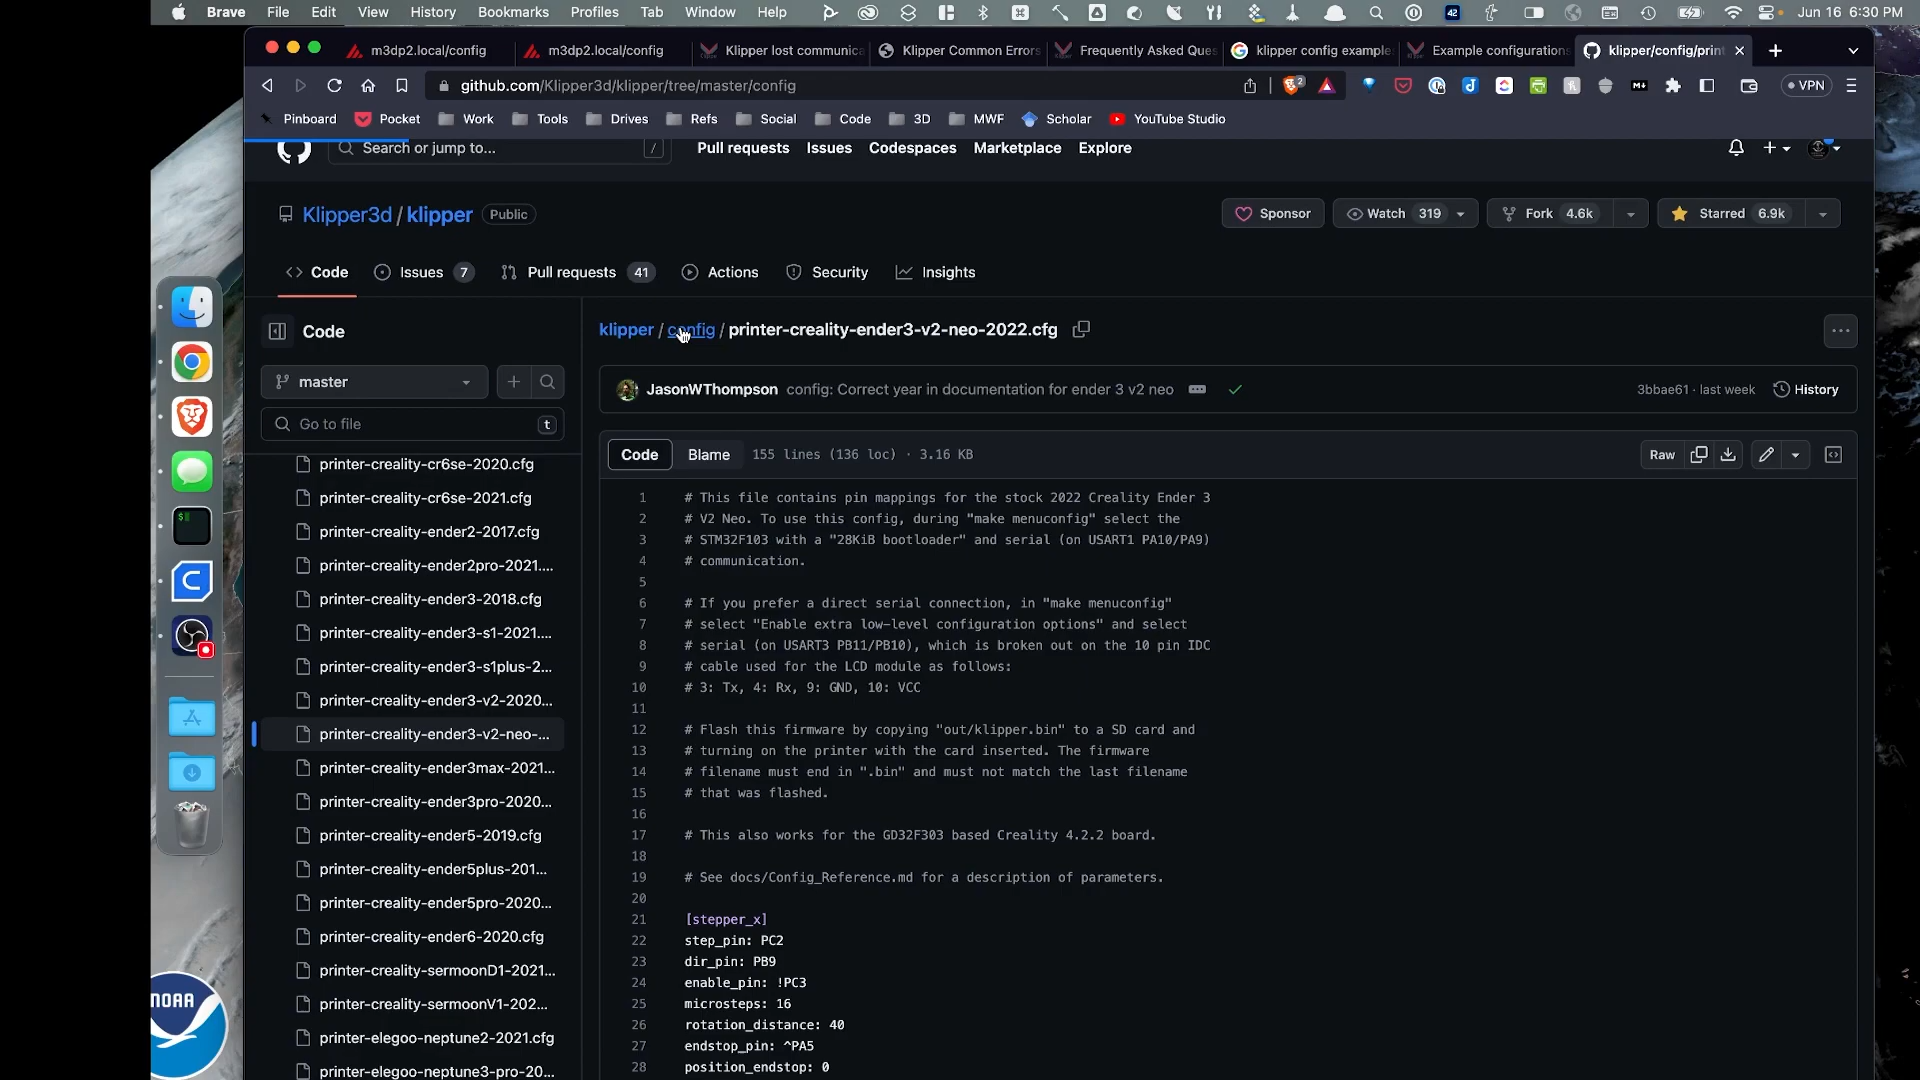 Brave File Edit View History Bookmarks Profiles Tab Window Help 42 Jun 16 6:30 PM
m3dp2.local/config m3dp2.local/config Klipper lost communica Klipper Common Errors Frequently Asked Ques klipper config example Example configurations klipper/config/print
github.com/Klipper3d/klipper/tree/master/config 2 VPN
Pinboard Pocket Work Tools Drives Refs Social Code 3D MWF Scholar YouTube Studio
Search or jump to... / Pull requests Issues Codespaces Marketplace Explore
Klipper3d / klipper Public Sponsor Watch 319 Fork 4.6k Starred 6.9k
Code Issues 7 Pull requests 41 Actions Security Insights
Code
master
Go to file t
printer-creality-cr6se-2020.cfg
printer-creality-cr6se-2021.cfg
printer-creality-ender2-2017.cfg
printer-creality-ender2pro-2021....
printer-creality-ender3-2018.cfg
printer-creality-ender3-s1-2021....
printer-creality-ender3-s1plus-2...
printer-creality-ender3-v2-2020...
printer-creality-ender3-v2-neo-...
printer-creality-ender3max-2021...
printer-creality-ender3pro-2020...
printer-creality-ender5-2019.cfg
printer-creality-ender5plus-201...
printer-creality-ender5pro-2020...
printer-creality-ender6-2020.cfg
printer-creality-sermoonD1-2021...
printer-creality-sermoonV1-202...
printer-elegoo-neptune2-2021.cfg
printer-elegoo-neptune3-pro-20...
klipper / config / printer-creality-ender3-v2-neo-2022.cfg
JasonWThompson config: Correct year in documentation for ender 3 v2 neo 3bbae61 · last week History
Code Blame 155 lines (136 loc) · 3.16 KB Raw
1 # This file contains pin mappings for the stock 2022 Creality Ender 3
2 # V2 Neo. To use this config, during "make menuconfig" select the
3 # STM32F103 with a "28KiB bootloader" and serial (on USART1 PA10/PA9)
4 # communication.
5
6 # If you prefer a direct serial connection, in "make menuconfig"
7 # select "Enable extra low-level configuration options" and select
8 # serial (on USART3 PB11/PB10), which is broken out on the 10 pin IDC
9 # cable used for the LCD module as follows:
10 # 3: Tx, 4: Rx, 9: GND, 10: VCC
11
12 # Flash this firmware by copying "out/klipper.bin" to a SD card and
13 # turning on the printer with the card inserted. The firmware
14 # filename must end in ".bin" and must not match the last filename
15 # that was flashed.
16
17 # This also works for the GD32F303 based Creality 4.2.2 board.
18
19 # See docs/Config_Reference.md for a description of parameters.
20
21 [stepper_x]
22 step_pin: PC2
23 dir_pin: PB9
24 enable_pin: !PC3
25 microsteps: 16
26 rotation_distance: 40
27 endstop_pin: ^PA5
28 position_endstop: 0
NOAA